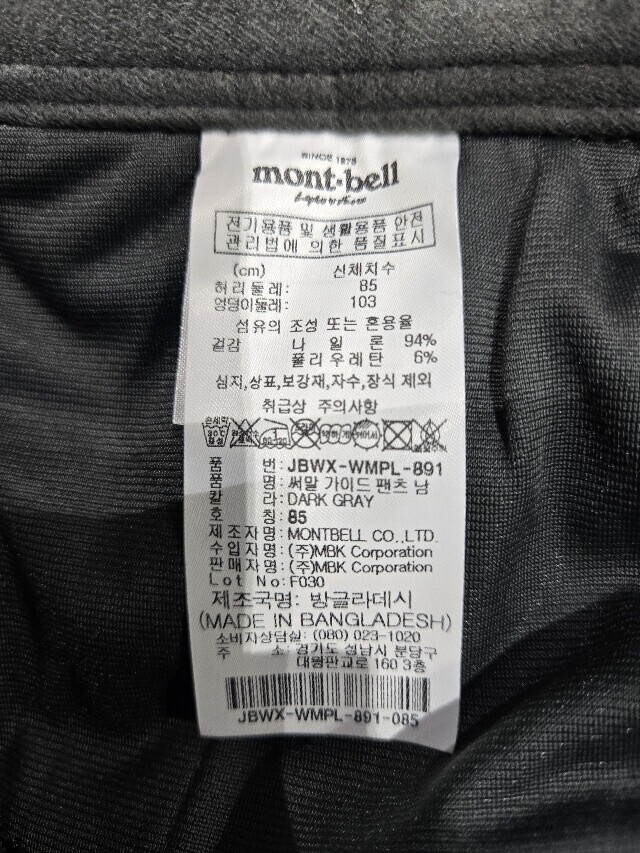 SINCE 1975
mont-bell
전기용품 및 생활용품 안전
관리법에 의한 품질표시
(cm) 신체치수
허리둘레: 85
엉덩이둘레: 103
섬유의 조성 또는 혼용율
겉감 나 일 론 94%
폴리우레탄 6%
심지,상표,보강재,자수,장식 제외
취급상 주의사항
손세탁
30℃
중성
품 번: JBWX-WMPL-891
품 명: 써말 가이드 팬츠 남
칼 라: DARK GRAY
호 칭: 85
제 조 자 명: MONTBELL CO.,LTD.
수 입 자 명: (주)MBK Corporation
판 매 자 명: (주)MBK Corporation
Lot No: F030
제조국명: 방글라데시
(MADE IN BANGLADESH)
소비자상담실: (080) 023-1020
주 소: 경기도 성남시 분당구
대왕판교로 160 3층
JBWX-WMPL-891-085